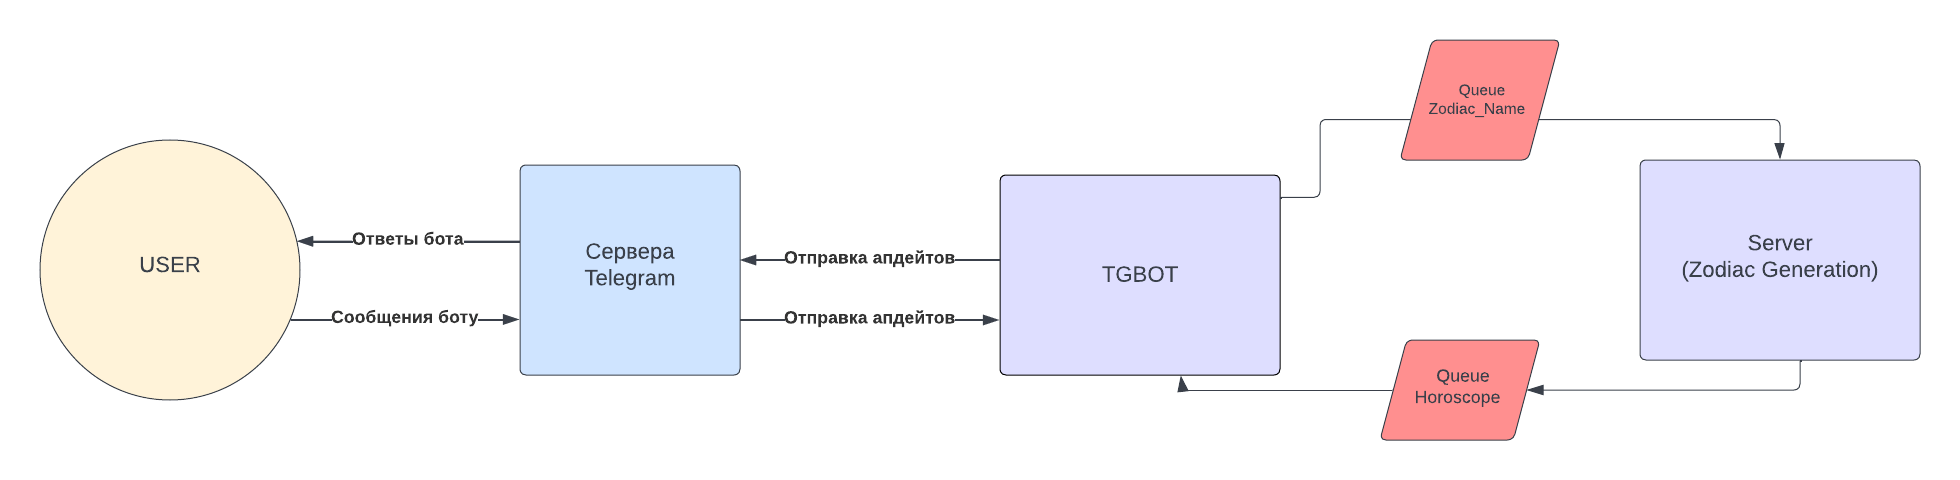 USER
Ответы бота
Сообщения боту
Сервера
Telegram
Отправка апдейтов
Отправка апдейтов
TGBOT
Queue
Zodiac_Name
Server
(Zodiac Generation)
Queue
Horoscope